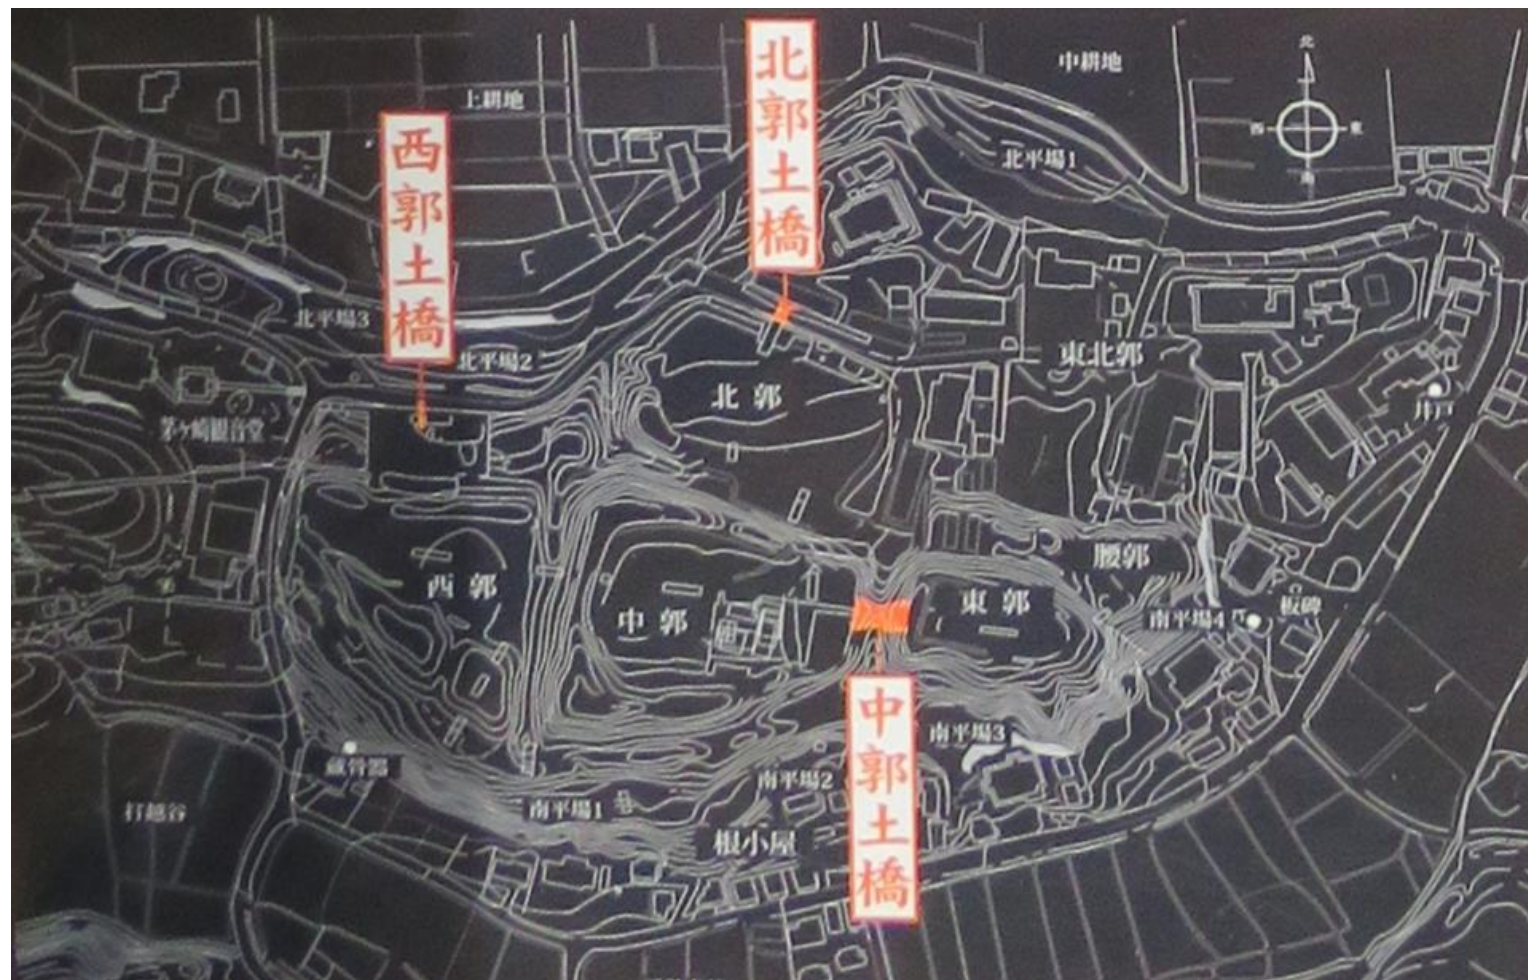 北郭土橋
西郭土橋
中郭土橋
上耕地
中耕地
北
西
東
南
北平場1
北平場3
北平場2
茅ヶ崎観音堂
北郭
東北郭
井戸
西郭
中郭
東郭
腰郭
南平場4
板碑
蔵骨器
南平場3
南平場2
南平場1
根小屋
打越谷